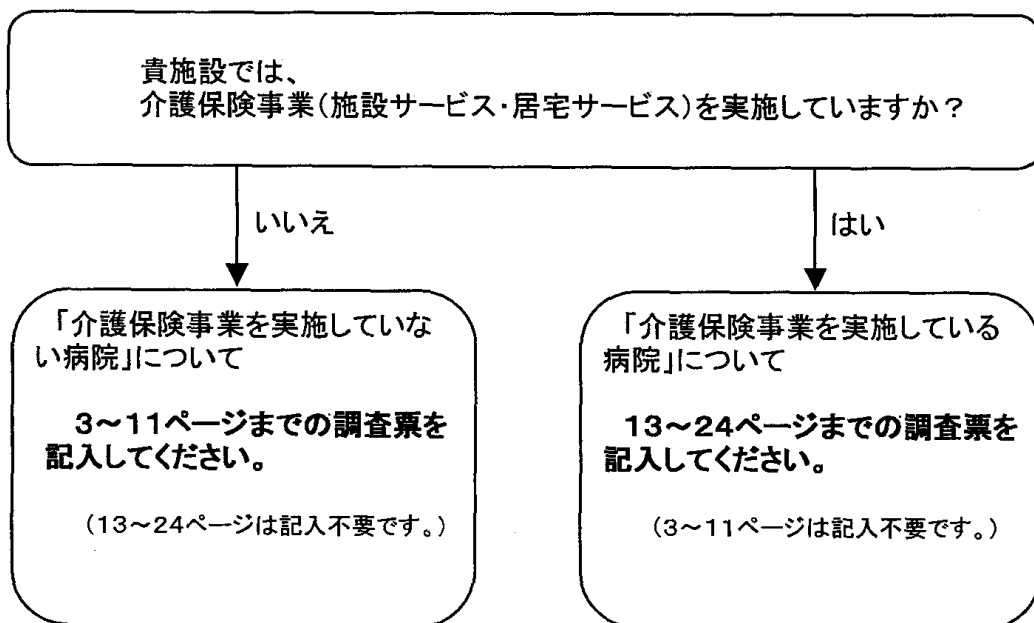 貴施設では、
介護保険事業(施設サービス・居宅サービス)を実施していますか？
いいえ
はい
「介護保険事業を実施していな
い病院」について
3～11ページまでの調査票を
記入してください。
（13～24ページは記入不要です。）
「介護保険事業を実施している
病院」について
13～24ページまでの調査票を
記入してください。
（3～11ページは記入不要です。）